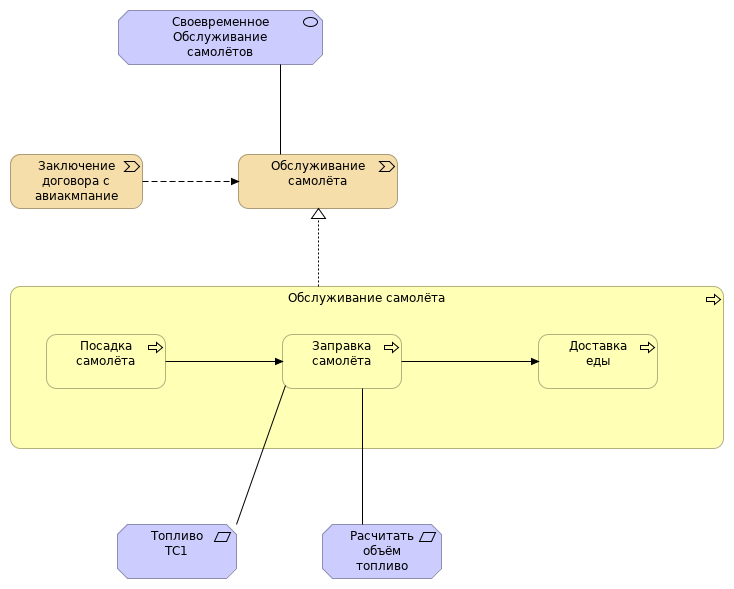 Своевременное
Обслуживание
самолётов
Заключение
договора с
авиакмпание
Обслуживание
самолёта
Обслуживание самолёта
Посадка
самолёта
Заправка
самолёта
Доставка
еды
Топливо
ТС1
Расчитать
объём
топливо